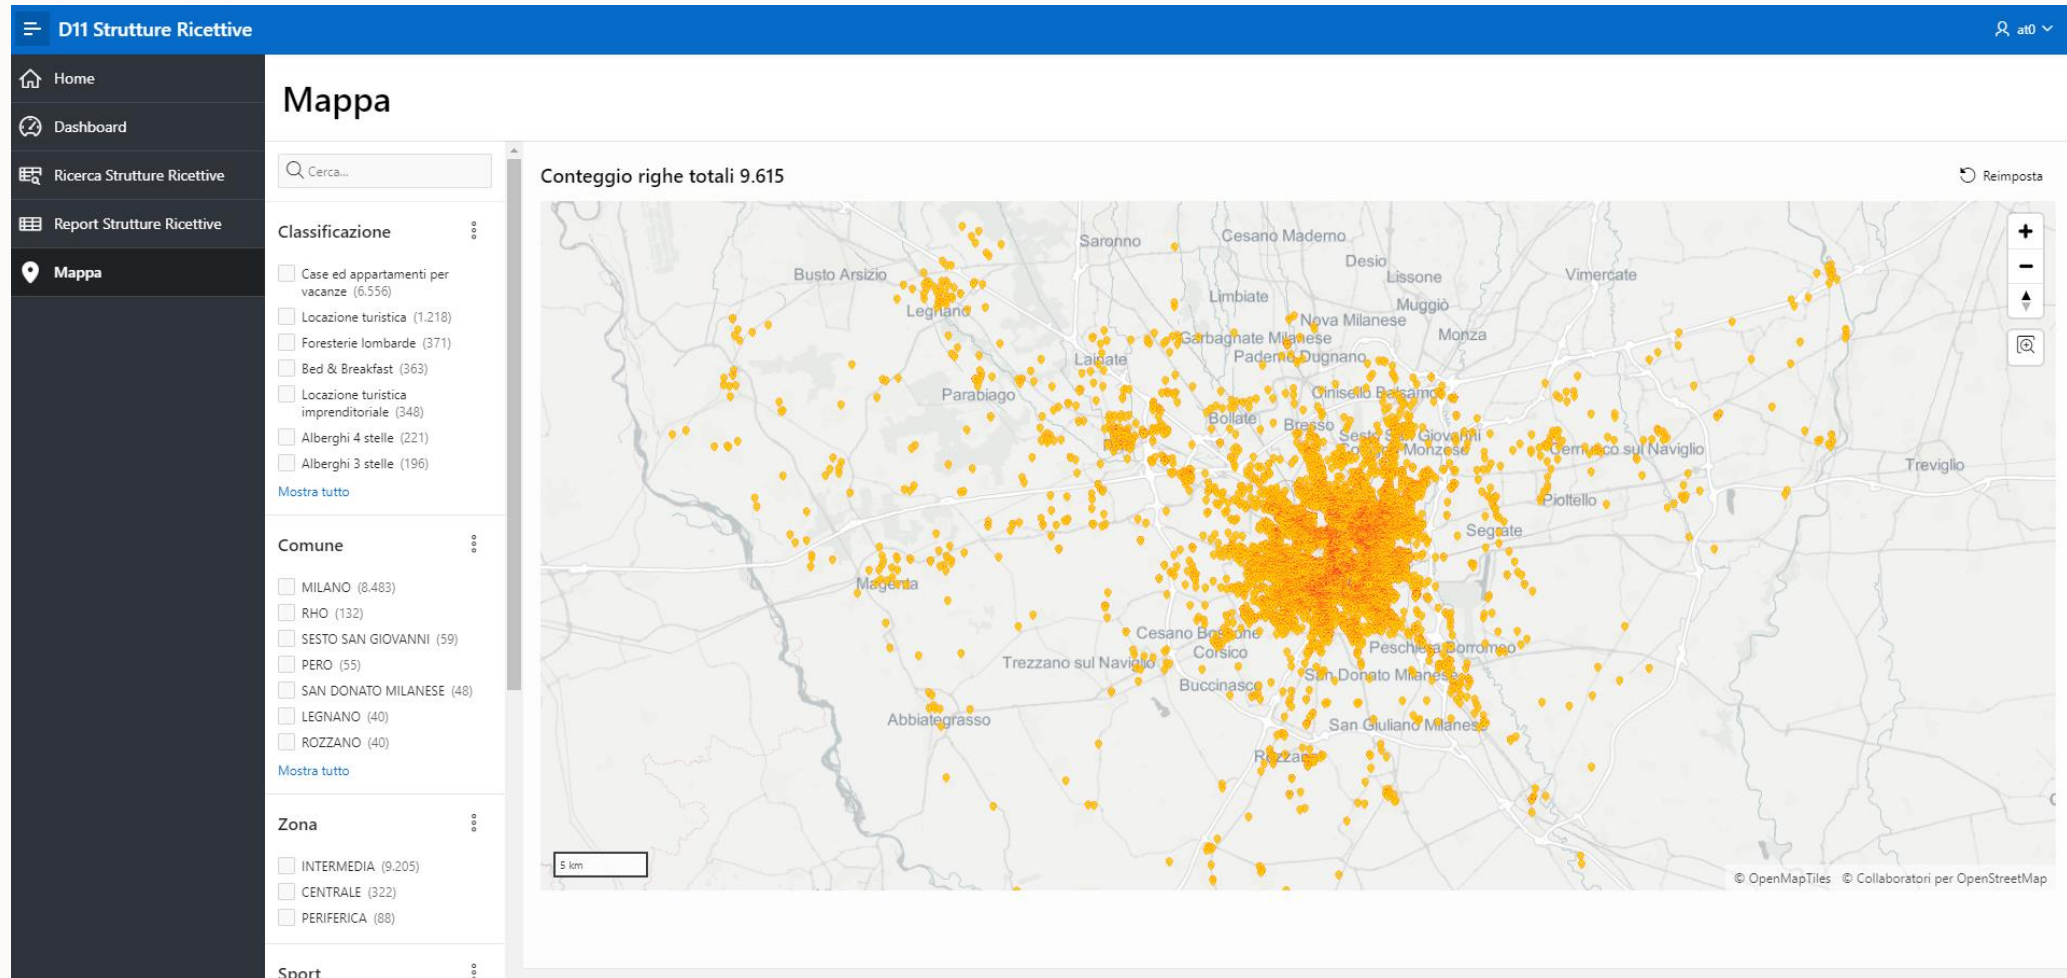 D11 Strutture Ricettive
at0
Home
Dashboard
Ricerca Strutture Ricettive
Report Strutture Ricettive
Mappa
Mappa
Cerca...
Classificazione
Case ed appartamenti per
vacanze (6.556)
Locazione turistica (1.218)
Foresterie lombarde (371)
Bed & Breakfast (363)
Locazione turistica
imprenditoriale (348)
Alberghi 4 stelle (221)
Alberghi 3 stelle (196)
Mostra tutto
Comune
MILANO (8.483)
RHO (132)
SESTO SAN GIOVANNI (59)
PERO (55)
SAN DONATO MILANESE (48)
LEGNANO (40)
ROZZANO (40)
Mostra tutto
Zona
INTERMEDIA (9.205)
CENTRALE (322)
PERIFERICA (88)
Sport
Conteggio righe totali 9.615
Reimposta
Saronno
Cesano Maderno
Desio
Busto Arsizio
Lissone
Vimercate
Limbiate
Muggiò
Legnano
Nova Milanese
Garbagnate Milanese
Monza
Lainate
Paderno Dugnano
Parabiago
Cinisello Balsamo
Bollate
Bresso
Sesto San Giovanni
Monzese
Cernusco sul Naviglio
Treviglio
Pioltello
Segrate
Magenta
Cesano Boscone
Corsico
Peschiera Borromeo
Trezzano sul Naviglio
San Donato Milanese
Buccinasco
Abbiategrasso
San Giuliano Milanese
Rozzano
5 km
© OpenMapTiles © Collaboratori per OpenStreetMap